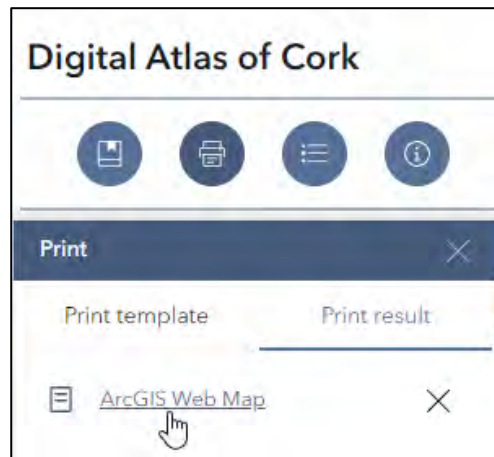 Digital Atlas of Cork
Print
Print template Print result
ArcGIS Web Map